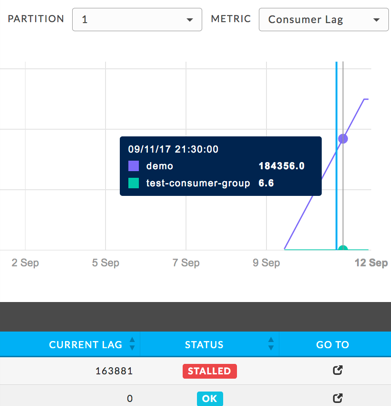 PARTITION 1 METRIC Consumer Lag
09/11/17 21:30:00
demo 184356.0
test-consumer-group 6.6
2 Sep 5 Sep 7 Sep 9 Sep 12 Sep
CURRENT LAG STATUS GO TO
163881 STALLED
0 OK